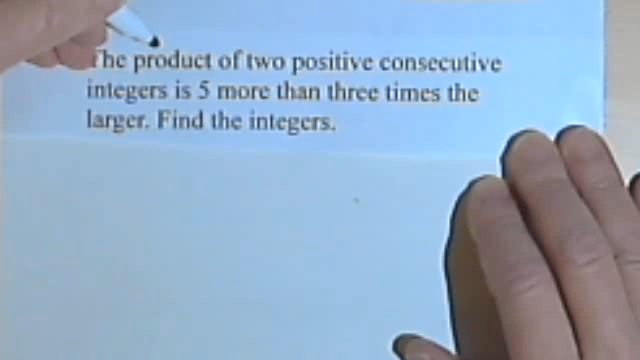 The product of two positive consecutive
integers is 5 more than three times the
larger. Find the integers.